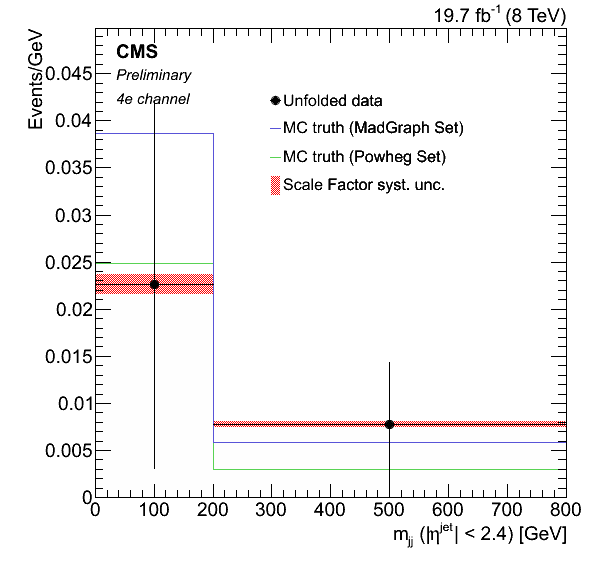 19.7 fb⁻¹ (8 TeV)
Events/GeV
CMS
Preliminary
4e channel
Unfolded data
MC truth (MadGraph Set)
MC truth (Powheg Set)
Scale Factor syst. unc.
0.045
0.04
0.035
0.03
0.025
0.02
0.015
0.01
0.005
0
0 100 200 300 400 500 600 700 800
m_jj (|η^jet| < 2.4) [GeV]